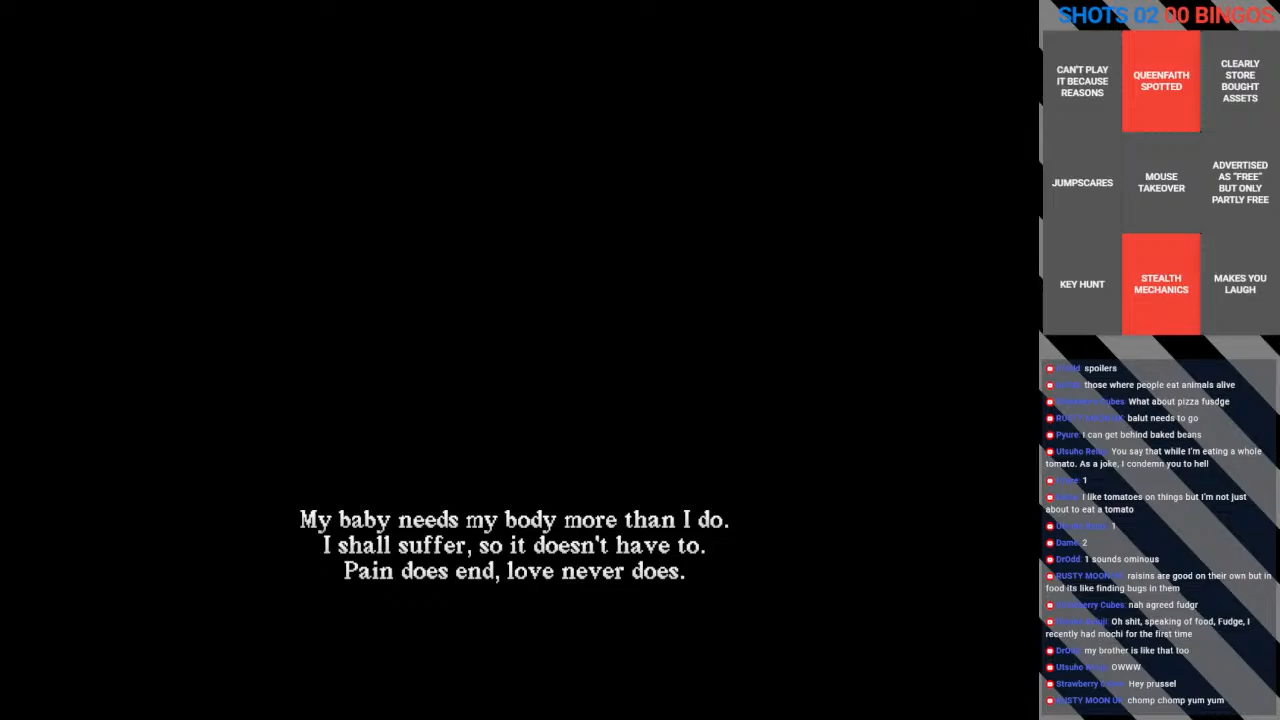 My baby needs my body more than I do.
I shall suffer, so it doesn't have to.
Pain does end, love never does.
SHOTS 02 00 BINGOS
CAN'T PLAY
IT BECAUSE
REASONS
QUEENFAITH
SPOTTED
CLEARLY
STORE
BOUGHT
ASSETS
JUMPSCARES
MOUSE
TAKEOVER
ADVERTISED
AS "FREE"
BUT ONLY
PARTLY FREE
KEY HUNT
STEALTH
MECHANICS
MAKES YOU
LAUGH
spoilers
those where people eat animals alive
What about pizza fusdge
balut needs to go
Pyure: I can get behind baked beans
Utsuho You say that while I'm eating a whole
tomato. As a joke, I condemn you to hell
1
I like tomatoes on things but I'm not just
about to eat a tomato
1
Dame: 2
DrOdd: 1 sounds ominous
RUSTY MOON raisins are good on their own but in
food its like finding bugs in them
nah agreed fudgr
Oh shit, speaking of food, Fudge, I
recently had mochi for the first time
my brother is like that too
Utsuho OWWW
Strawberry Hey prussel
RUSTY MOON chomp chomp yum yum